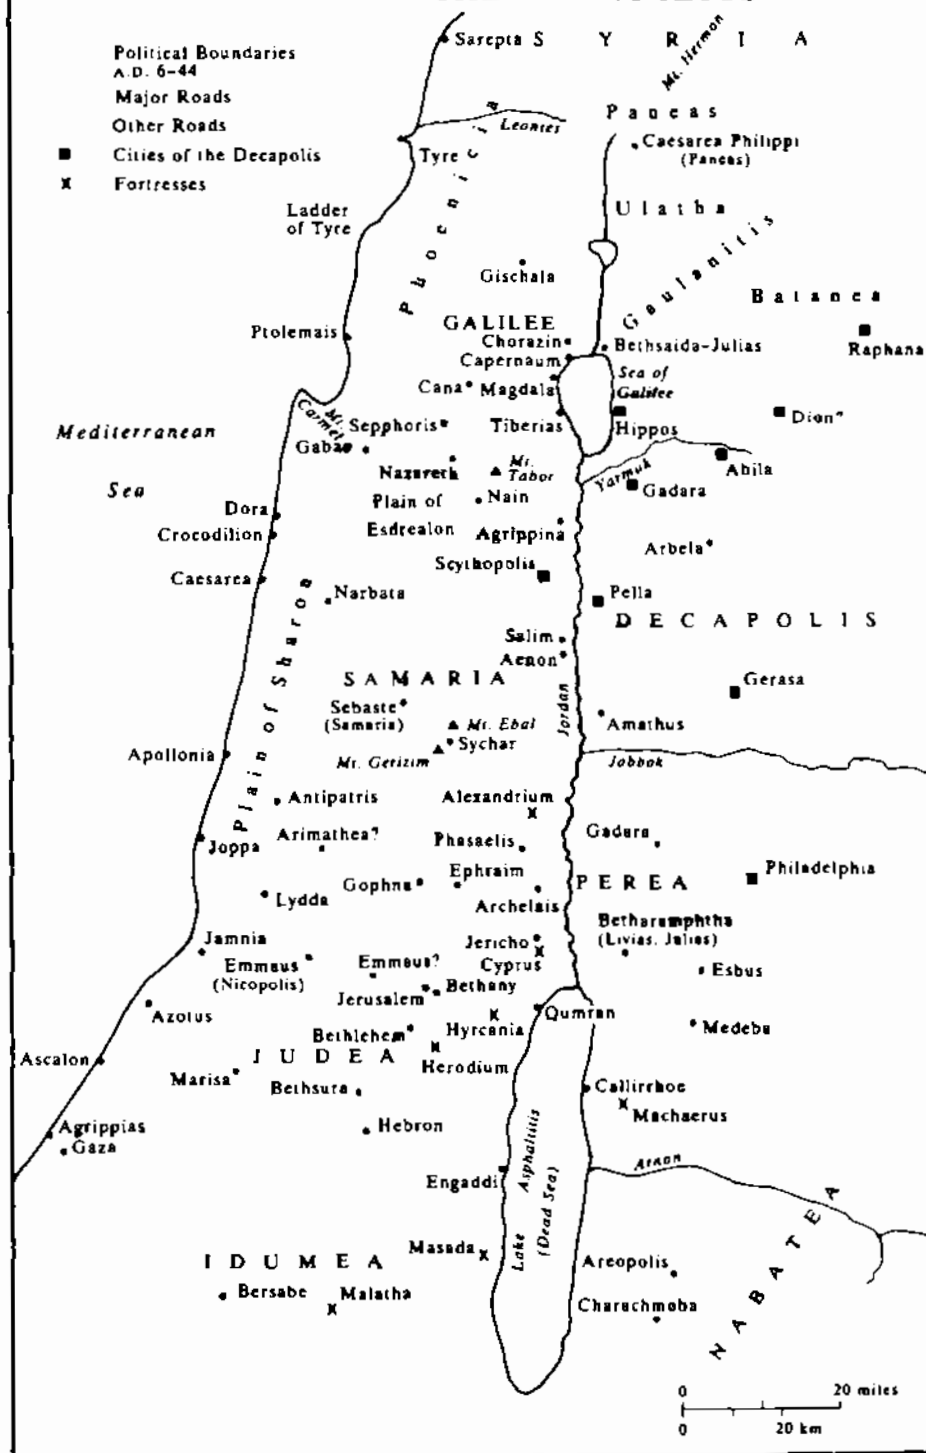 Political Boundaries
A.D. 6–44
Major Roads
Other Roads
Cities of the Decapolis
Fortresses
Sarepta
SYRIA
Mt. Hermon
Paneas
Leontes
Phoenicia
Tyre
Caesarea Philippi
(Paneas)
Ladder
of Tyre
Ulatha
Gaulanitis
Gischala
Batanea
GALILEE
Ptolemais
Chorazin
Bethsaida-Julias
Raphana
Capernaum
Sea of
Galilee
Cana
Magdala
Mt.
Carmel
Sepphoris
Tiberias
Hippos
Dion"
Mediterranean
Sea
Gaba
Nazareth
Mt.
Tabor
Yarmuk
Abila
Gadara
Plain of
Esdrealon
Nain
Dora
Crocodilion
Agrippina
Arbela
Scythopolis
Caesarea
Narbata
Pella
DECAPOLIS
Plain of Sharon
Salim
Aenon
SAMARIA
Gerasa
Sebaste
(Samaria)
Mt. Ebal
Jordan
Amathus
Sychar
Mt. Gerizim
Apollonia
Jobbok
Antipatris
Alexandrium
Joppa
Arimathea?
Phasaelis
Gadara
Gophna
Ephraim
PEREA
Philadelphia
Lydda
Archelais
Betharamphtha
(Livias, Julias)
Jamnia
Jericho
Emmaus
(Nicopolis)
Emmaus?
Cyprus
Esbus
Jerusalem
Bethany
Azotus
Qumran
Medeba
Bethlehem
Hyrcania
Ascalon
JUDEA
Herodium
Marisa
Bethsura
Callirrhoe
Machaerus
Agrippias
Gaza
Hebron
Lake Asphaltitis
(Dead Sea)
Arnon
Engaddi
NABATEA
IDUMEA
Masada
Areopolis
Bersabe
Malatha
Charachmoba
0 20 miles
0 20 km